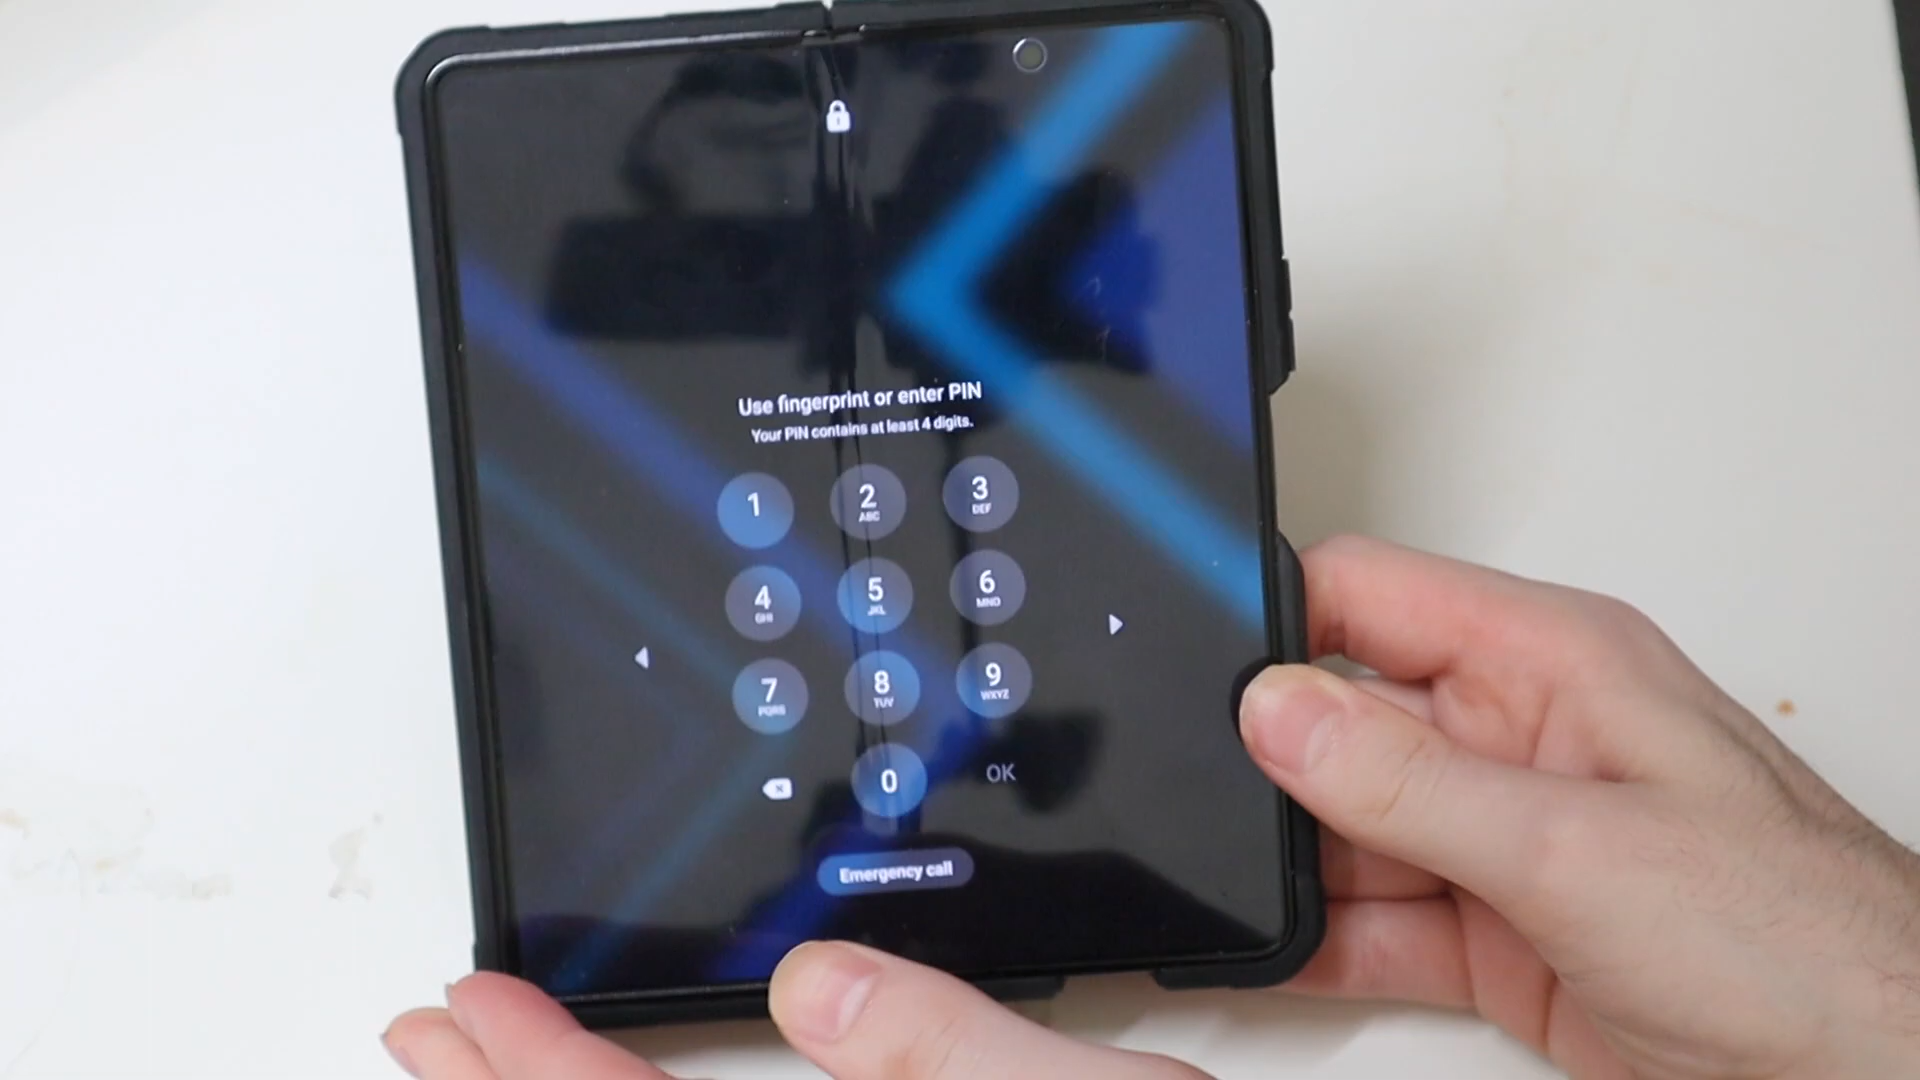 Use fingerprint or enter PIN
Your PIN contains at least 4 digits.
1
2
ABC
3
DEF
4
GHI
5
JKL
6
MNO
7
PQRS
8
TUV
9
WXYZ
0
OK
Emergency call